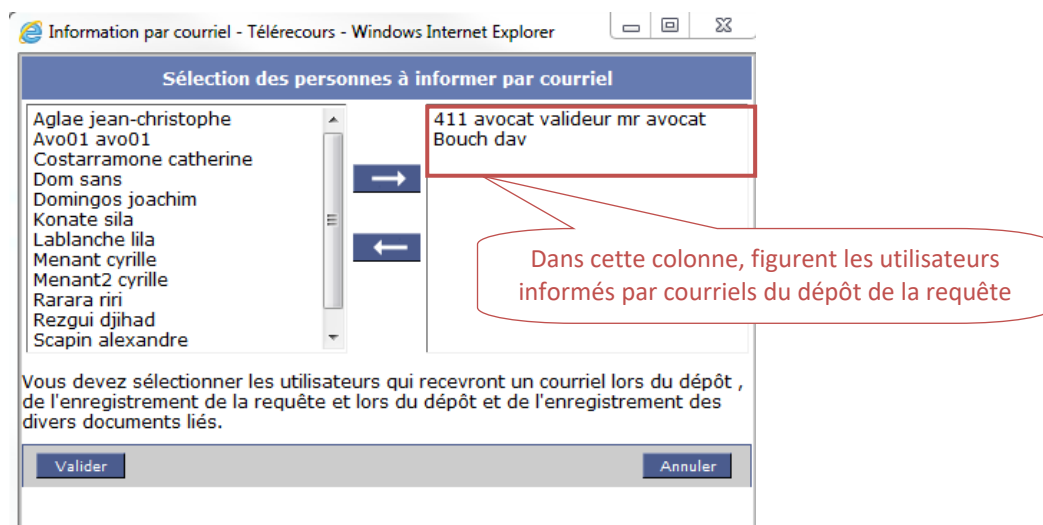 Information par courriel - Télérecours - Windows Internet Explorer
Sélection des personnes à informer par courriel
Aglae jean-christophe
Avo01 avo01
Costarramone catherine
Dom sans
Domingos joachim
Konate sila
Lablanche lila
Menant cyrille
Menant2 cyrille
Rarara riri
Rezgui djihad
Scapin alexandre
411 avocat valideur mr avocat
Bouch dav
Dans cette colonne, figurent les utilisateurs
informés par courriels du dépôt de la requête
Vous devez sélectionner les utilisateurs qui recevront un courriel lors du dépôt ,
de l'enregistrement de la requête et lors du dépôt et de l'enregistrement des
divers documents liés.
Valider
Annuler